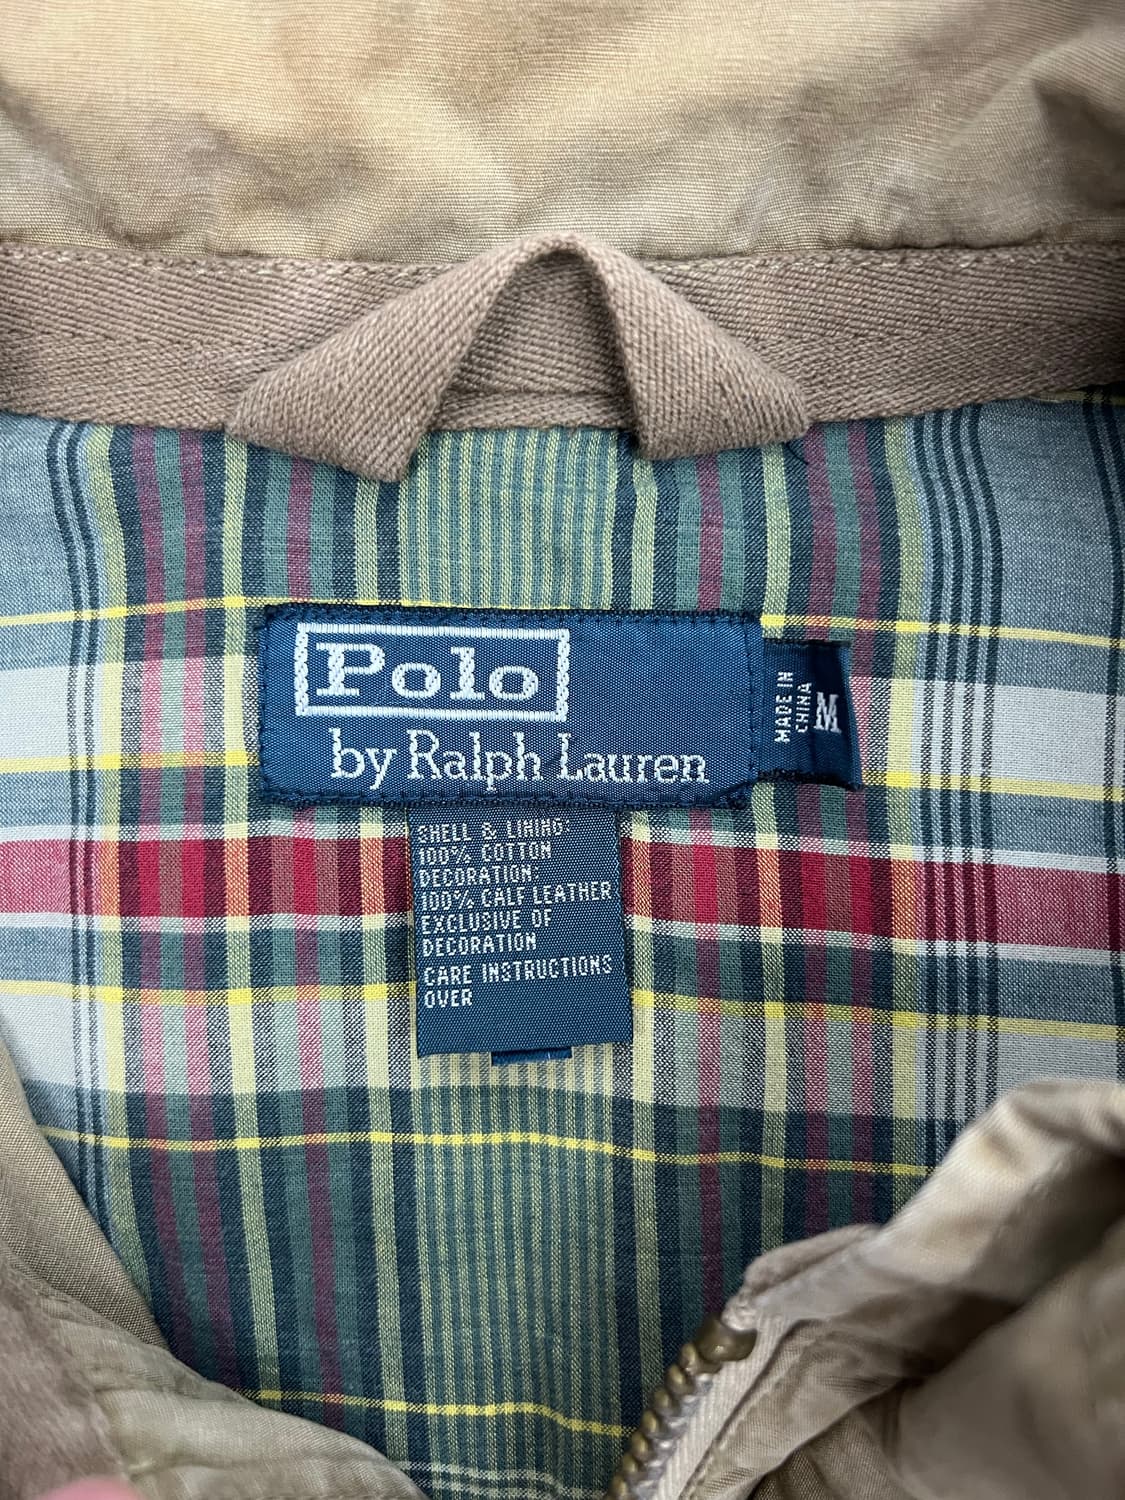 Polo
by Ralph Lauren
MADE IN
CHINA
M
SHELL & LINING:
100% COTTON
DECORATION:
100% CALF LEATHER
EXCLUSIVE OF
DECORATION
CARE INSTRUCTIONS
OVER